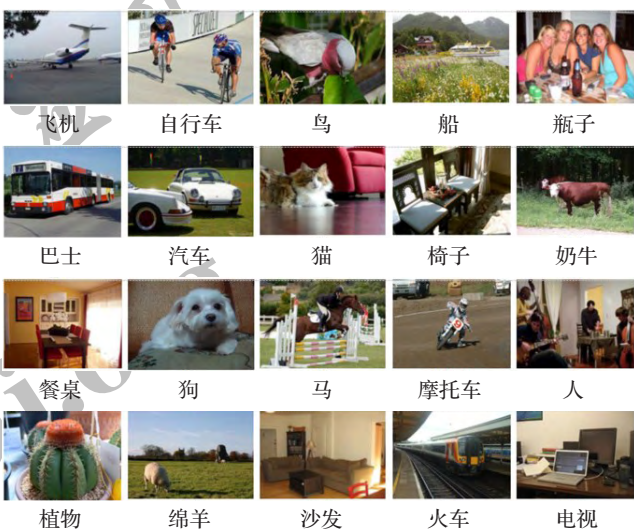 飞机 自行车 鸟 船 瓶子
巴士 汽车 猫 椅子 奶牛
餐桌 狗 马 摩托车 人
植物 绵羊 沙发 火车 电视